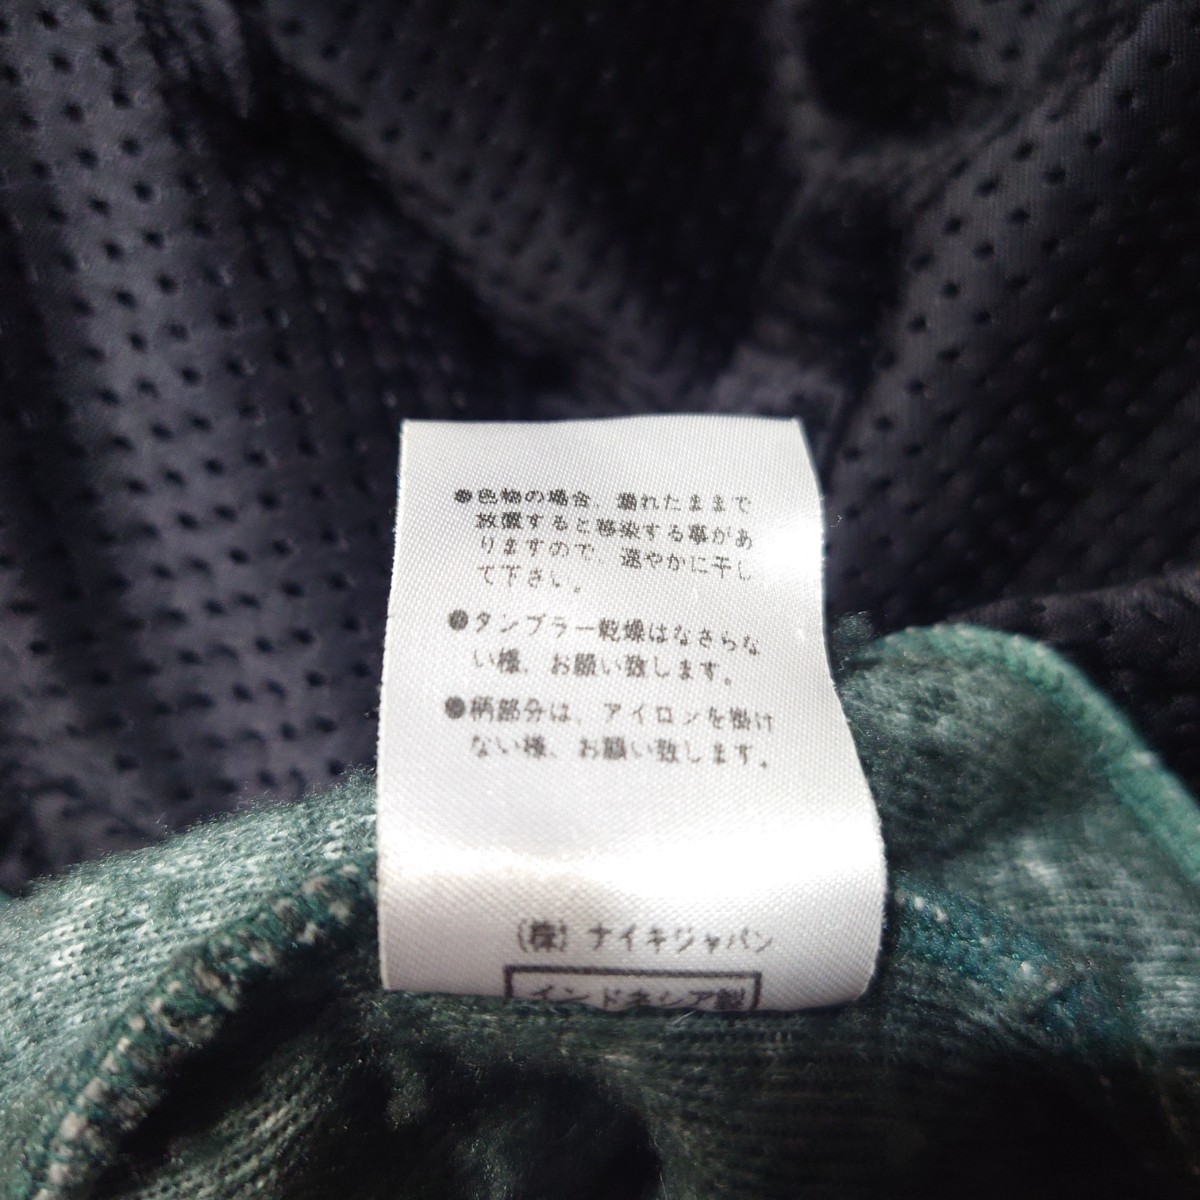 ●色物の場合、濡れたままで
放置すると移染する事があ
りますので、速やかに干し
て下さい。
●タンブラー乾燥はなさらな
い様、お願い致します。
●柄部分は、アイロンを掛け
ない様、お願い致します。
(株)ナイキジャパン
インドネシア製